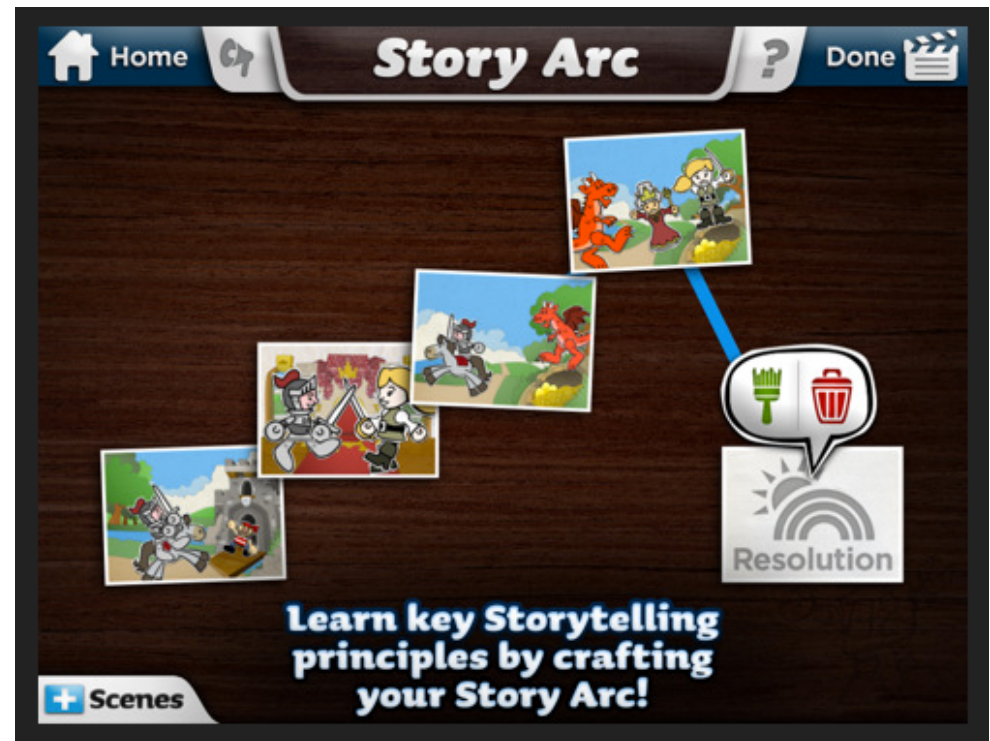 Home
Story Arc
?
Done
Resolution
Learn key Storytelling
principles by crafting
your Story Arc!
+ Scenes